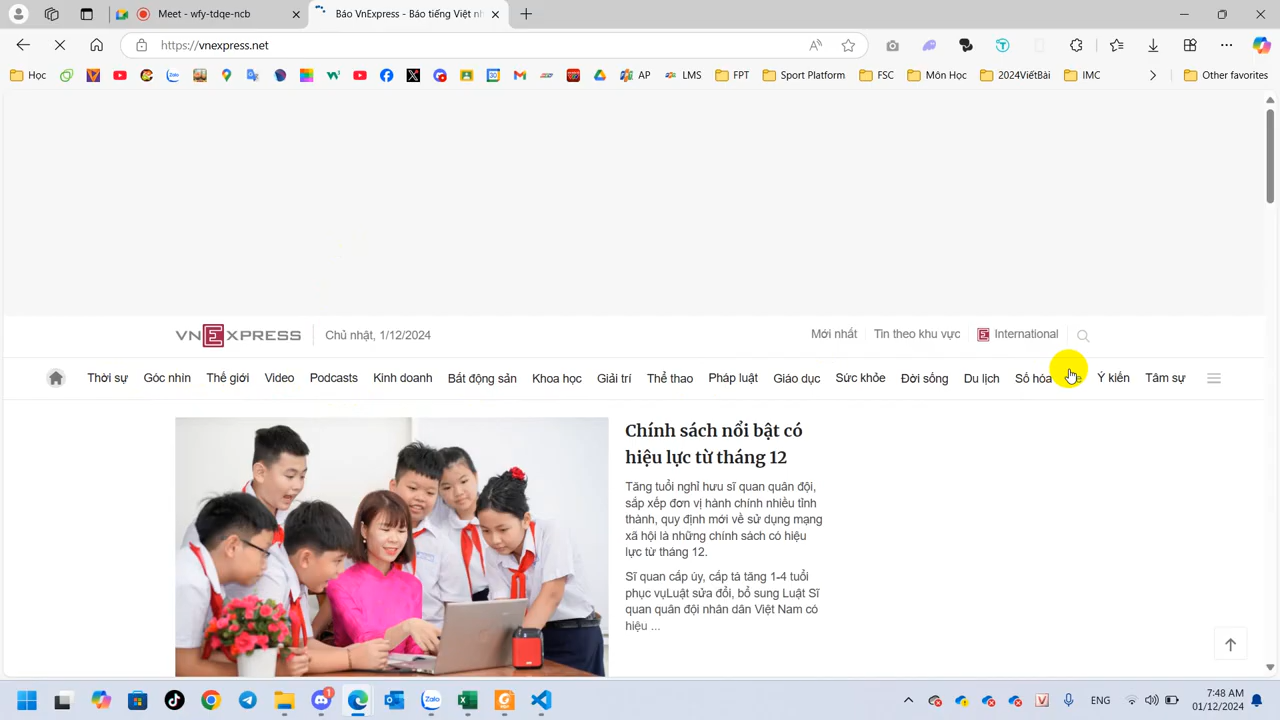 Meet - wfy-tdqe-ncb
Báo VnExpress - Báo tiếng Việt nh
https://vnexpress.net
Học
AP
LMS
FPT
Sport Platform
FSC
Môn Học
2024ViếtBài
IMC
Other favorites
VNEXPRESS
Chủ nhật, 1/12/2024
Mới nhất
Tin theo khu vực
International
Thời sự
Góc nhìn
Thế giới
Video
Podcasts
Kinh doanh
Bất động sản
Khoa học
Giải trí
Thể thao
Pháp luật
Giáo dục
Sức khỏe
Đời sống
Du lịch
Số hóa
Ý kiến
Tâm sự
Chính sách nổi bật có
hiệu lực từ tháng 12
Tăng tuổi nghỉ hưu sĩ quan quân đội,
sắp xếp đơn vị hành chính nhiều tỉnh
thành, quy định mới về sử dụng mạng
xã hội là những chính sách có hiệu
lực từ tháng 12.
Sĩ quan cấp úy, cấp tá tăng 1-4 tuổi
phục vụLuật sửa đổi, bổ sung Luật Sĩ
quan quân đội nhân dân Việt Nam có
hiệu ...
ENG
7:48 AM
01/12/2024